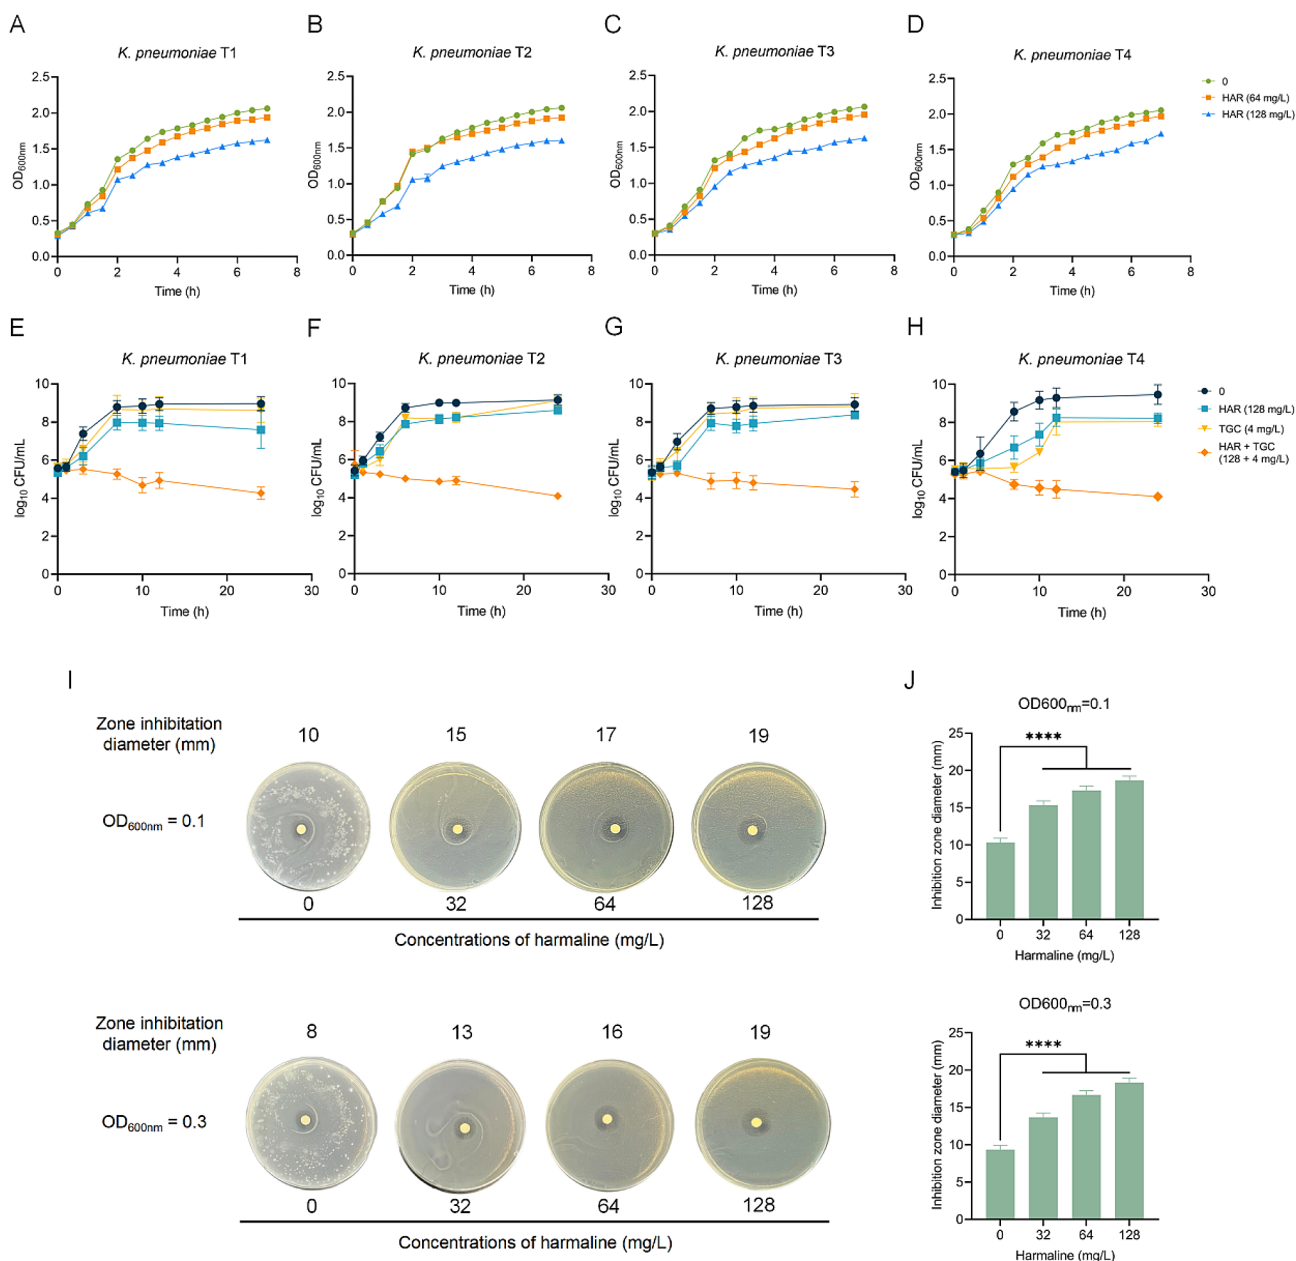 A
B
C
D
K. pneumoniae T1
K. pneumoniae T2
K. pneumoniae T3
K. pneumoniae T4
2.5
2.0
1.5
1.0
0.5
0.0
OD600nm
0 2 4 6 8
Time (h)
2.5
2.0
1.5
1.0
0.5
0.0
OD600nm
0 2 4 6 8
Time (h)
2.5
2.0
1.5
1.0
0.5
0.0
OD600nm
0 2 4 6 8
Time (h)
2.5
2.0
1.5
1.0
0.5
0.0
OD600nm
0 2 4 6 8
Time (h)
0
HAR (64 mg/L)
HAR (128 mg/L)
E
F
G
H
K. pneumoniae T1
K. pneumoniae T2
K. pneumoniae T3
K. pneumoniae T4
10
8
6
4
2
0
log10 CFU/mL
0 10 20 30
Time (h)
10
8
6
4
2
0
log10 CFU/mL
0 10 20 30
Time (h)
10
8
6
4
2
0
log10 CFU/mL
0 10 20 30
Time (h)
10
8
6
4
2
0
log10 CFU/mL
0 10 20 30
Time (h)
0
HAR (128 mg/L)
TGC (4 mg/L)
HAR + TGC
(128 + 4 mg/L)
I
Zone inhibitation
diameter (mm)
10 15 17 19
OD600nm = 0.1
0 32 64 128
Concentrations of harmaline (mg/L)
Zone inhibitation
diameter (mm)
8 13 16 19
OD600nm = 0.3
0 32 64 128
Concentrations of harmaline (mg/L)
J
OD600nm=0.1
****
25
20
15
10
5
0
Inhibition zone diameter (mm)
0 32 64 128
Harmaline (mg/L)
OD600nm=0.3
****
25
20
15
10
5
0
Inhibition zone diameter (mm)
0 32 64 128
Harmaline (mg/L)